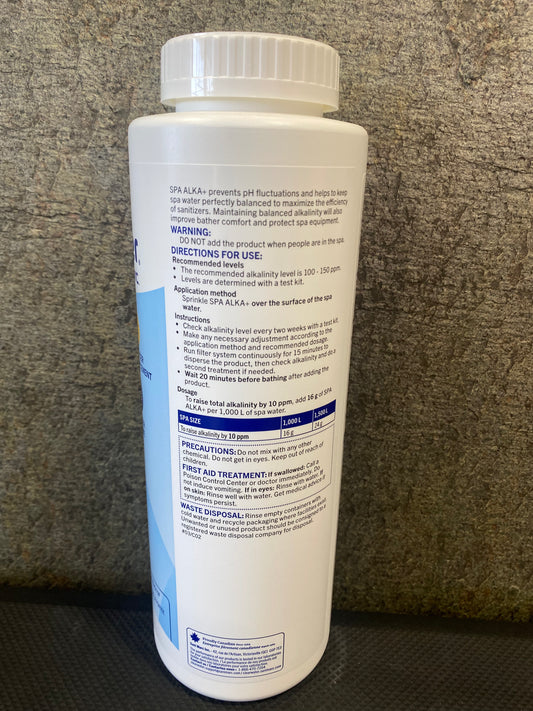 SPA ALKA+ prevents pH fluctuations and helps to keep
spa water perfectly balanced to maximize the efficiency
of sanitizers. Maintaining balanced alkalinity will also
improve bather comfort and protect spa equipment.
WARNING:
DO NOT add the product when people are in the spa.
DIRECTIONS FOR USE:
Recommended levels
• The recommended alkalinity level is 100 - 150 ppm.
• Levels are determined with a test kit.
Application method
Sprinkle SPA ALKA+ over the surface of the spa
water.
Instructions
• Check alkalinity level every two weeks with a test kit.
• Make any necessary adjustment according to the
application method and recommended dosage.
• Run filter system continuously for 15 minutes to
disperse the product, then check alkalinity and do a
second treatment if needed.
• Wait 20 minutes before bathing after adding the
product.
Dosage
To raise total alkalinity by 10 ppm, add 16 g of SPA
ALKA+ per 1,000 L of spa water.
SPA SIZE 1,000 L 1,500 L
To raise alkalinity by 10 ppm 16 g 24 g
PRECAUTIONS: Do not mix with any other
chemical. Do not get in eyes. Keep out of reach of
children.
FIRST AID TREATMENT: If swallowed: Call a
Poison Control Center or doctor immediately. Do
not induce vomiting. If in eyes: Rinse with water. If
on skin: Rinse well with water. Get medical advice if
symptoms persist.
WASTE DISPOSAL: Rinse empty containers with
cold water and recycle packaging where facilities exist.
Unwanted or unused product should be consigned to a
registered waste disposal company for disposal.
#03/C02
Proudly Canadian
Entreprise fièrement canadienne